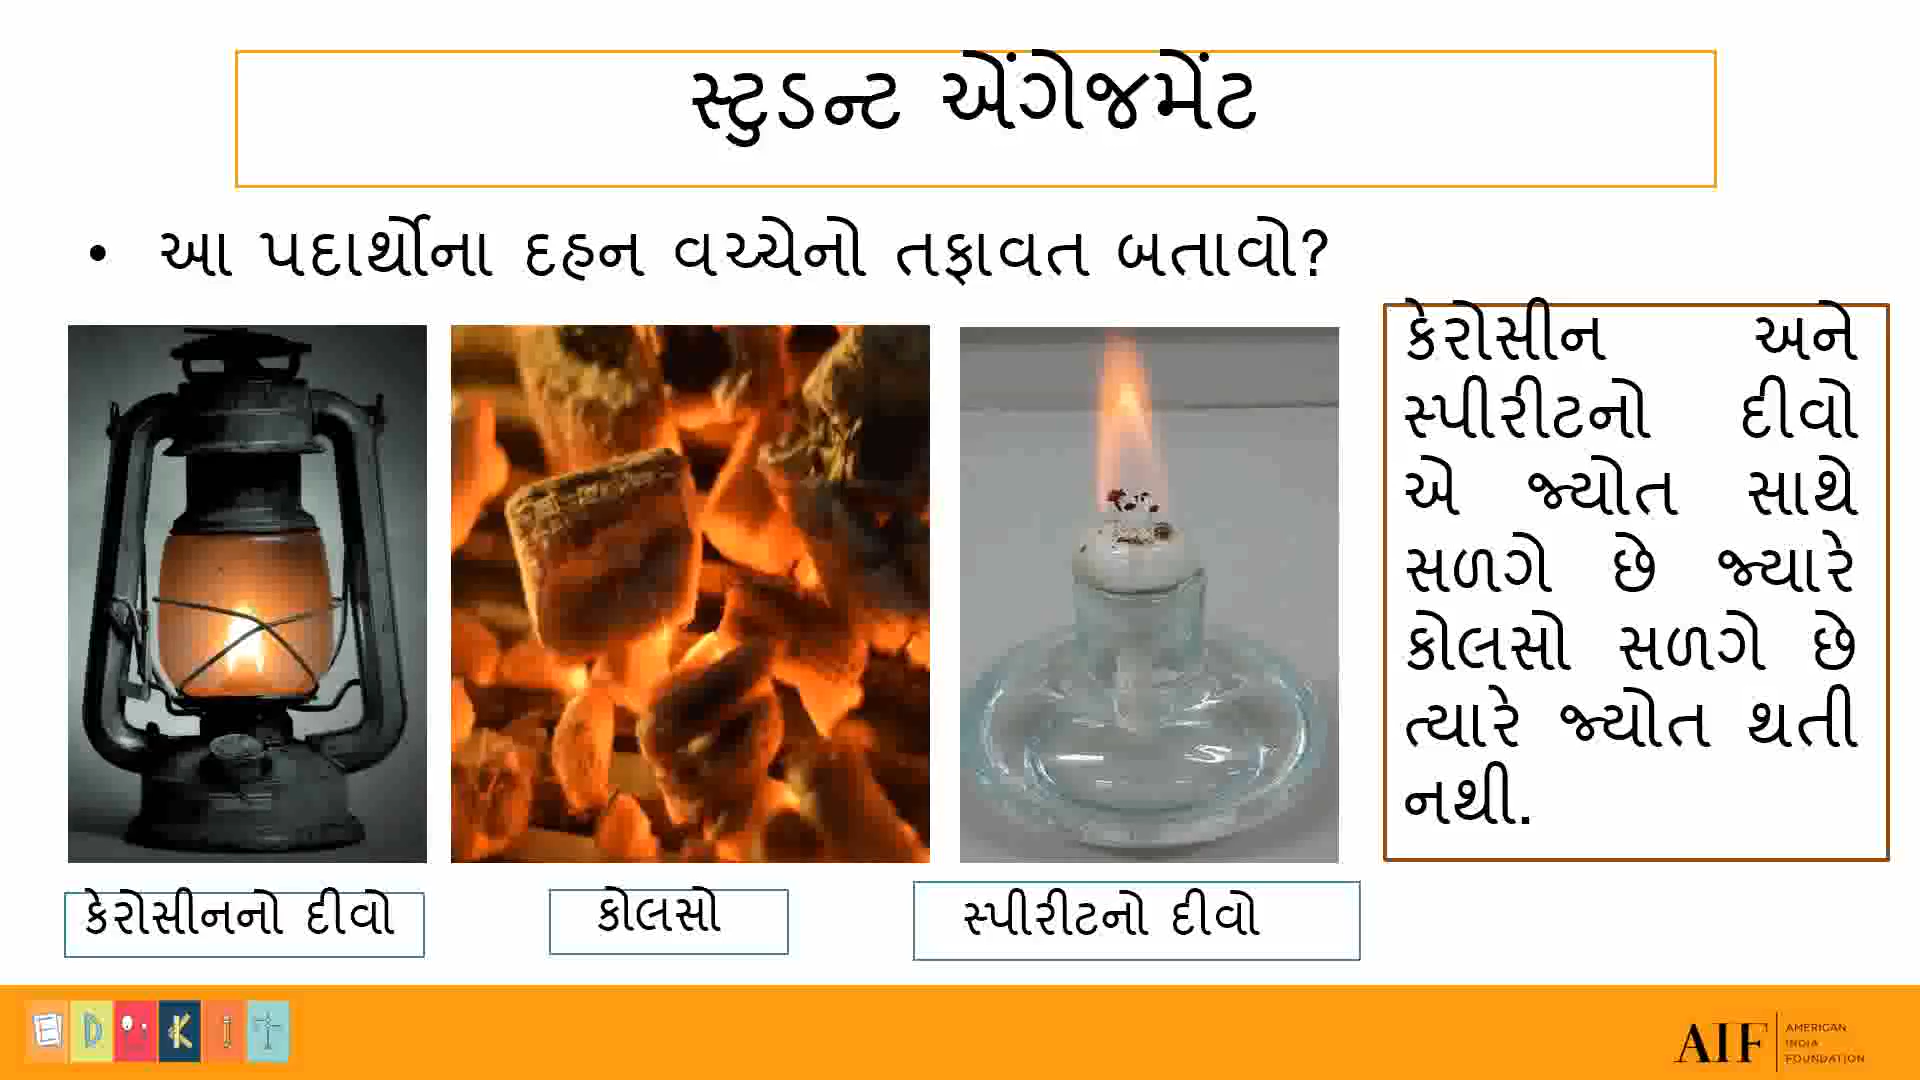 સ્ટુડન્ટ એંગેજમેંટ
• આ પદાર્થોના દહન વચ્ચેનો તફાવત બતાવો?
કેરોસીન અને
સ્પીરીટનો દીવો
એ જ્યોત સાથે
સળગે છે જ્યારે
કોલસો સળગે છે
ત્યારે જ્યોત થતી
નથી.
કેરોસીનનો દીવો
કોલસો
સ્પીરીટનો દીવો
EDKIT
AIF
AMERICAN
INDIA
FOUNDATION